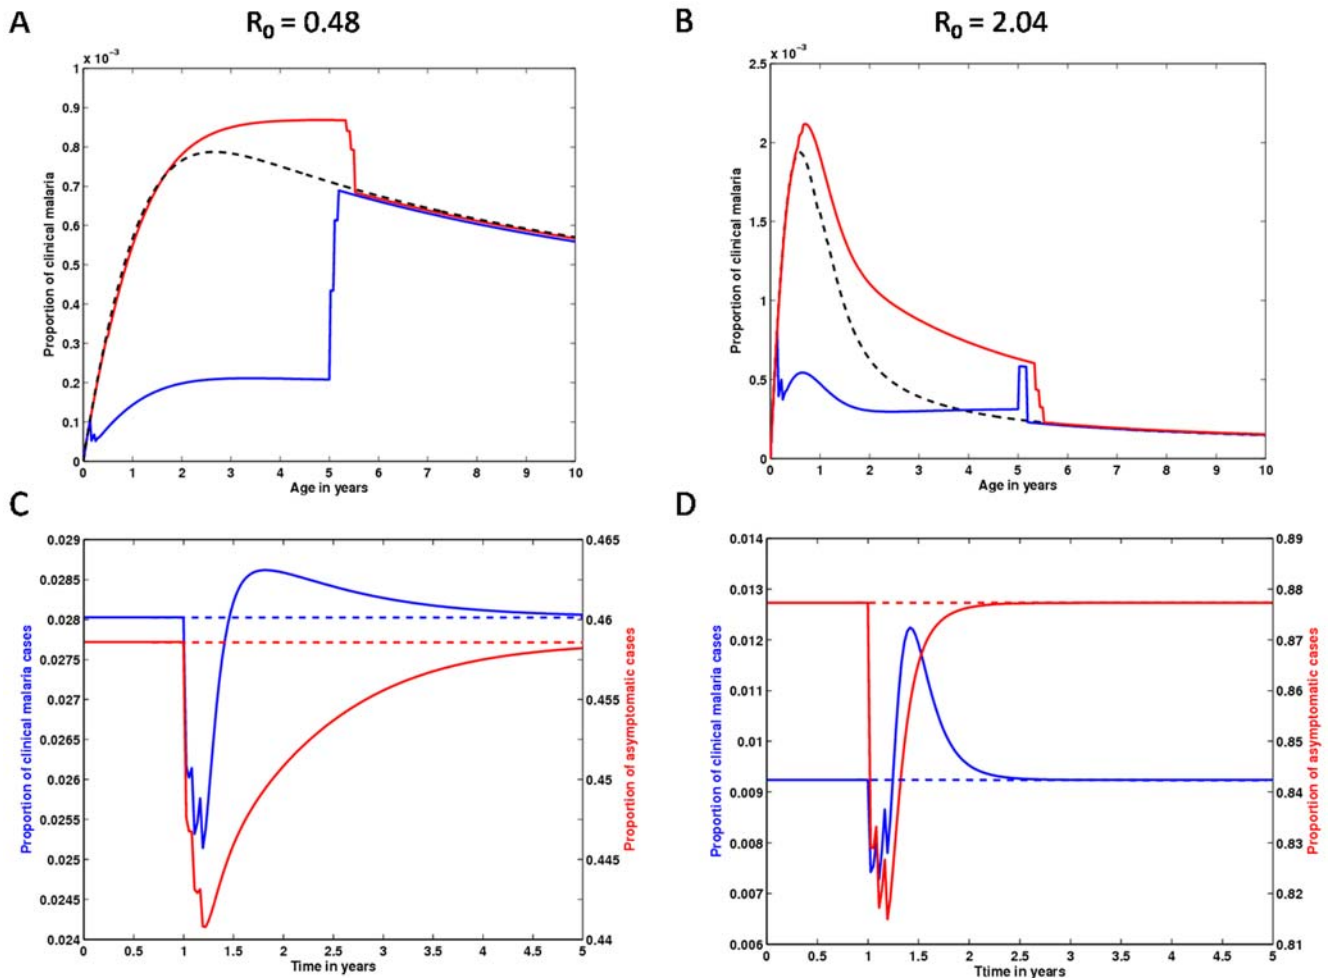 A
R0 = 0.48
B
R0 = 2.04
x 10⁻³
1
0.9
0.8
0.7
0.6
0.5
0.4
0.3
0.2
0.1
0
Proportion of clinical malaria
0 1 2 3 4 5 6 7 8 9 10
Age in years
x 10⁻³
2.5
2
1.5
1
0.5
0
Proportion of clinical malaria
0 1 2 3 4 5 6 7 8 9 10
Age in years
C
0.029
0.0285
0.028
0.0275
0.027
0.0265
0.026
0.0255
0.025
0.0245
0.024
Proportion of clinical malaria cases
0.465
0.46
0.455
0.45
0.445
0.44
Proportion of asymptomatic cases
0 0.5 1 1.5 2 2.5 3 3.5 4 4.5 5
Time in years
D
0.014
0.013
0.012
0.011
0.01
0.009
0.008
0.007
0.006
Proportion of clinical malaria cases
0.89
0.88
0.87
0.86
0.85
0.84
0.83
0.82
0.81
Proportion of asymptomatic cases
0 0.5 1 1.5 2 2.5 3 3.5 4 4.5 5
Ttime in years